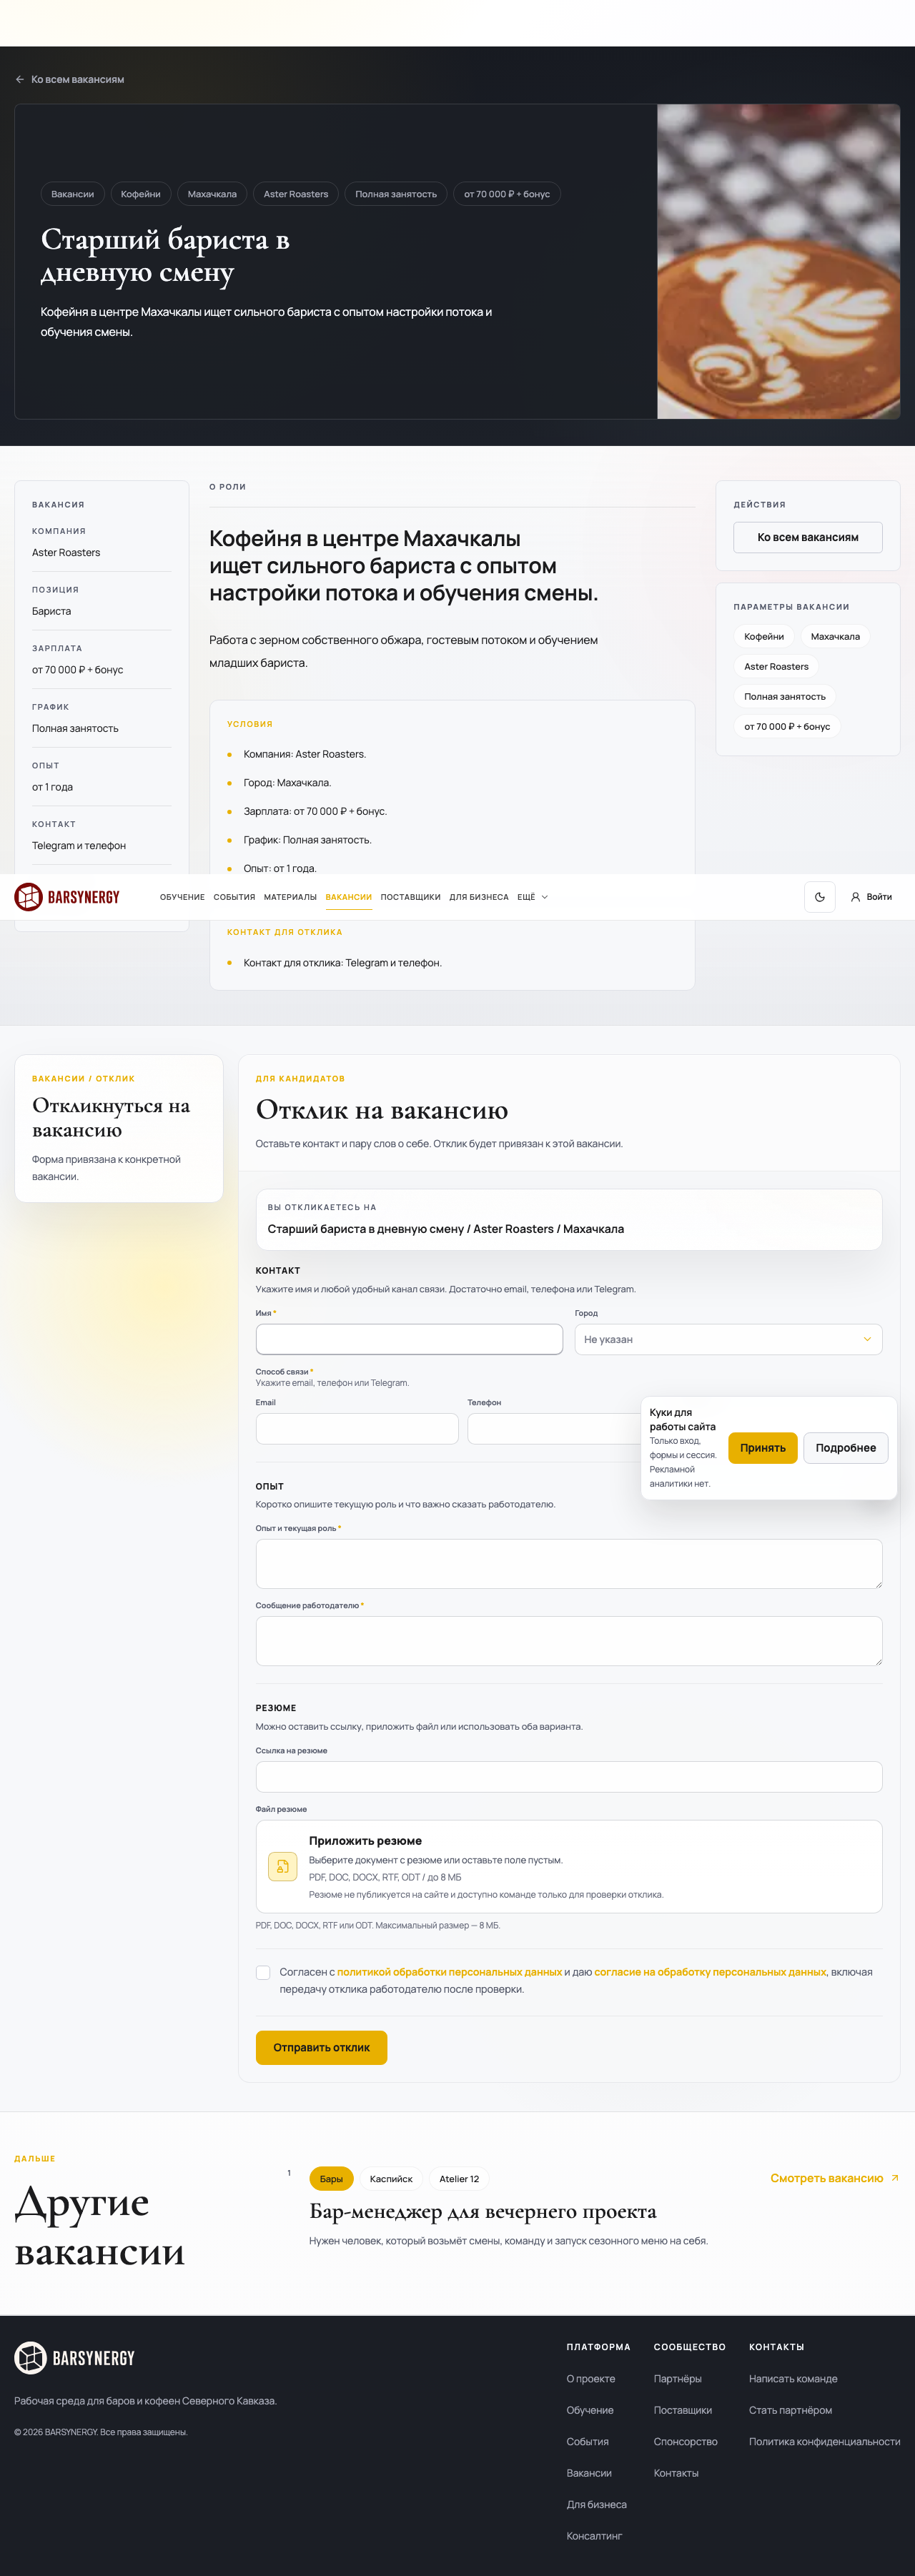 Ко всем вакансиям
Вакансии
Кофейни
Махачкала
Aster Roasters
Полная занятость
от 70 000 ₽ + бонус
Старший бариста в
дневную смену
Кофейня в центре Махачкалы ищет сильного бариста с опытом настройки потока и
обучения смены.
ВАКАНСИЯ
КОМПАНИЯ
Aster Roasters
ПОЗИЦИЯ
Бариста
ЗАРПЛАТА
от 70 000 ₽ + бонус
ГРАФИК
Полная занятость
ОПЫТ
от 1 года
КОНТАКТ
Telegram и телефон
О РОЛИ
Кофейня в центре Махачкалы
ищет сильного бариста с опытом
настройки потока и обучения смены.
Работа с зерном собственного обжара, гостевым потоком и обучением
младших бариста.
УСЛОВИЯ
Компания: Aster Roasters.
Город: Махачкала.
Зарплата: от 70 000 ₽ + бонус.
График: Полная занятость.
Опыт: от 1 года.
ДЕЙСТВИЯ
Ко всем вакансиям
ПАРАМЕТРЫ ВАКАНСИИ
Кофейни
Махачкала
Aster Roasters
Полная занятость
от 70 000 ₽ + бонус
BARSYNERGY
ОБУЧЕНИЕ
СОБЫТИЯ
МАТЕРИАЛЫ
ВАКАНСИИ
ПОСТАВЩИКИ
ДЛЯ БИЗНЕСА
ЕЩЁ
Войти
КОНТАКТ ДЛЯ ОТКЛИКА
Контакт для отклика: Telegram и телефон.
ВАКАНСИИ / ОТКЛИК
Откликнуться на
вакансию
Форма привязана к конкретной
вакансии.
ДЛЯ КАНДИДАТОВ
Отклик на вакансию
Оставьте контакт и пару слов о себе. Отклик будет привязан к этой вакансии.
ВЫ ОТКЛИКАЕТЕСЬ НА
Старший бариста в дневную смену / Aster Roasters / Махачкала
КОНТАКТ
Укажите имя и любой удобный канал связи. Достаточно email, телефона или Telegram.
Имя *
Город
Не указан
Способ связи *
Укажите email, телефон или Telegram.
Email
Телефон
Куки для
работы сайта
Только вход,
формы и сессия.
Рекламной
аналитики нет.
Принять
Подробнее
ОПЫТ
Коротко опишите текущую роль и что важно сказать работодателю.
Опыт и текущая роль *
Сообщение работодателю *
РЕЗЮМЕ
Можно оставить ссылку, приложить файл или использовать оба варианта.
Ссылка на резюме
Файл резюме
Приложить резюме
Выберите документ с резюме или оставьте поле пустым.
PDF, DOC, DOCX, RTF, ODT / до 8 МБ
Резюме не публикуется на сайте и доступно команде только для проверки отклика.
PDF, DOC, DOCX, RTF или ODT. Максимальный размер — 8 МБ.
Согласен с политикой обработки персональных данных и даю согласие на обработку персональных данных, включая
передачу отклика работодателю после проверки.
Отправить отклик
ДАЛЬШЕ
Другие
вакансии
1
Бары
Каспийск
Atelier 12
Бар-менеджер для вечернего проекта
Нужен человек, который возьмёт смены, команду и запуск сезонного меню на себя.
Смотреть вакансию
BARSYNERGY
Рабочая среда для баров и кофеен Северного Кавказа.
© 2026 BARSYNERGY. Все права защищены.
ПЛАТФОРМА
О проекте
Обучение
События
Вакансии
Для бизнеса
Консалтинг
СООБЩЕСТВО
Партнёры
Поставщики
Спонсорство
Контакты
КОНТАКТЫ
Написать команде
Стать партнёром
Политика конфиденциальности